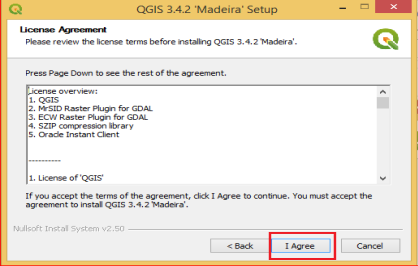 QGIS 3.4.2 'Madeira' Setup
License Agreement
Please review the license terms before installing QGIS 3.4.2 'Madeira'.
Press Page Down to see the rest of the agreement.
License overview:
1. QGIS
2. MrSID Raster Plugin for GDAL
3. ECW Raster Plugin for GDAL
4. SZIP compression library
5. Oracle Instant Client
----------
1. License of 'QGIS'
If you accept the terms of the agreement, click I Agree to continue. You must accept the
agreement to install QGIS 3.4.2 'Madeira'.
Nullsoft Install System v2.50
< Back I Agree Cancel